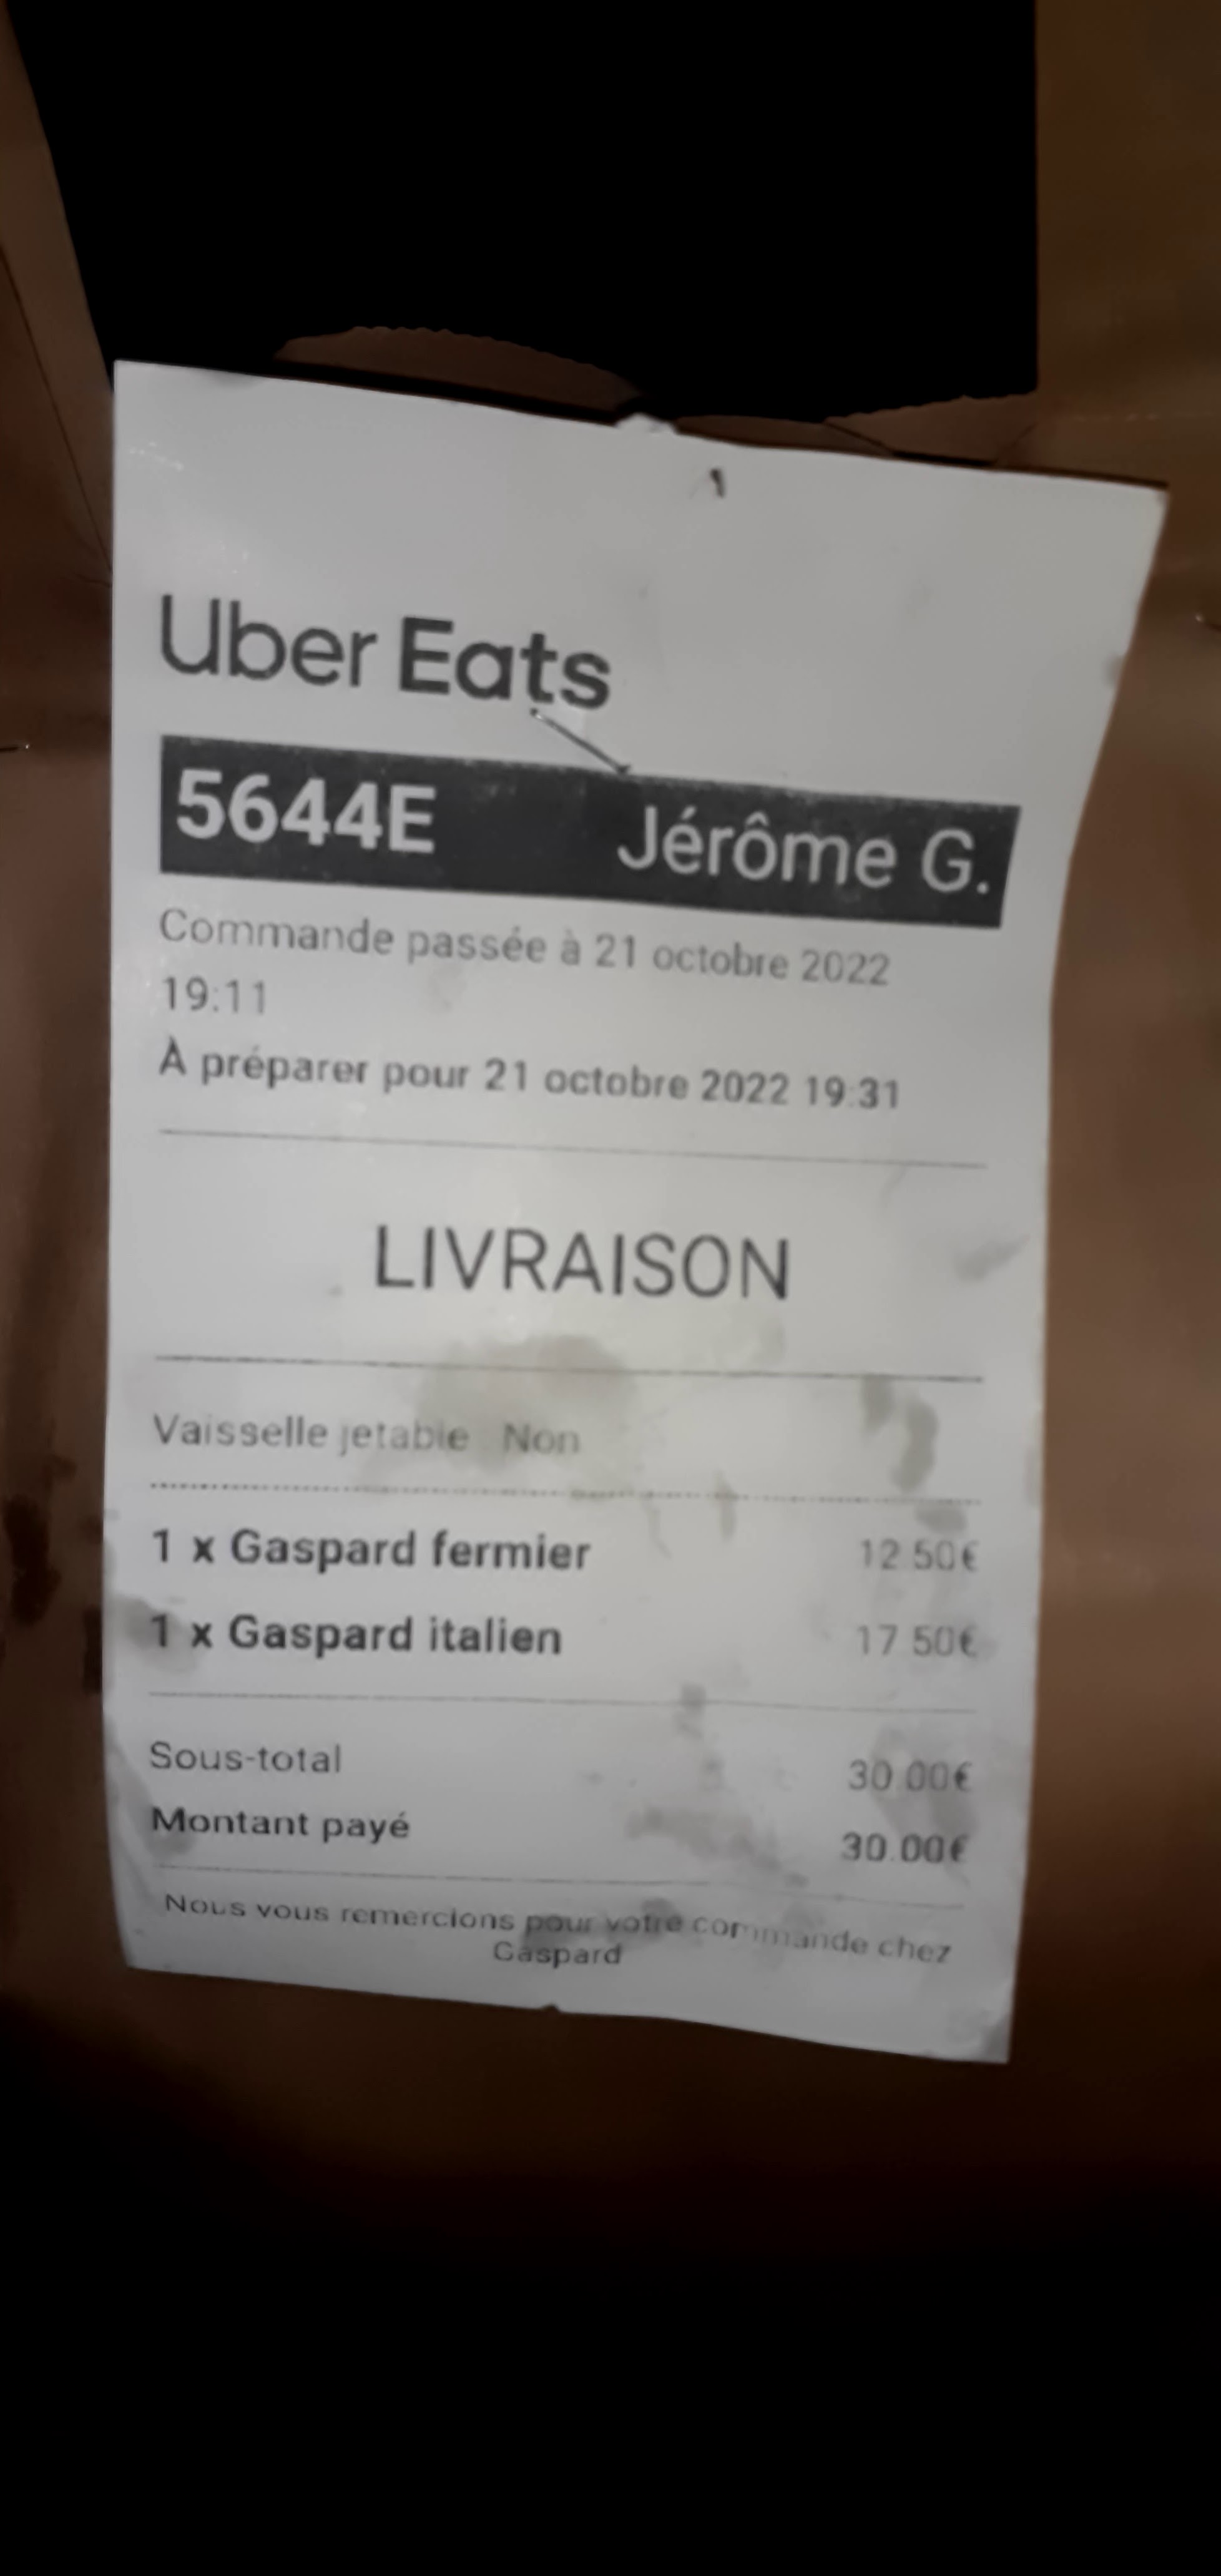 Uber Eats
5644E Jérôme G.
Commande passée à 21 octobre 2022
19:11
À préparer pour 21 octobre 2022 19:31
LIVRAISON
Vaisselle jetable Non
1 x Gaspard fermier 12.50€
1 x Gaspard italien 17.50€
Sous-total 30.00€
Montant payé 30.00€
Nous vous remercions pour votre commande chez
Gaspard